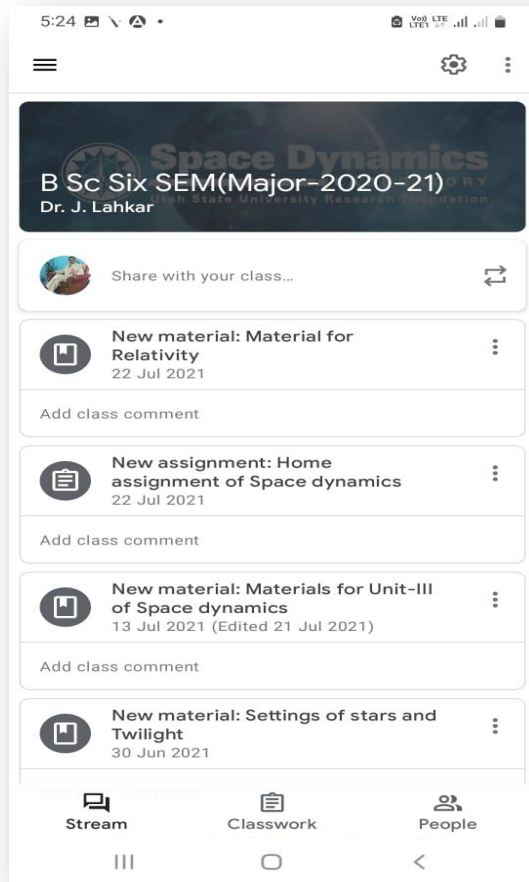 5:24
Vo)) LTE
LTE1
Space Dynamics
ORY
Utah State University Research Foundation
B Sc Six SEM(Major-2020-21)
Dr. J. Lahkar
Share with your class...
New material: Material for
Relativity
22 Jul 2021
Add class comment
New assignment: Home
assignment of Space dynamics
22 Jul 2021
Add class comment
New material: Materials for Unit-III
of Space dynamics
13 Jul 2021 (Edited 21 Jul 2021)
Add class comment
New material: Settings of stars and
Twilight
30 Jun 2021
Stream
Classwork
People